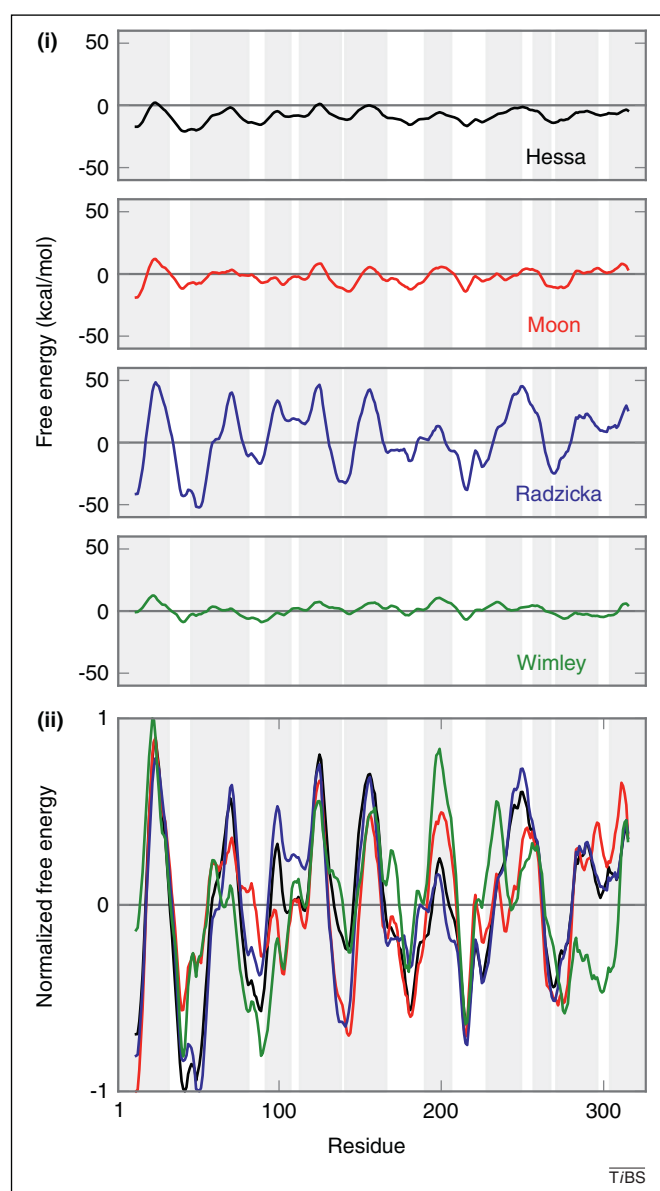 (i)
50
0
-50
Hessa
50
0
-50
Moon
Free energy (kcal/mol)
50
0
-50
Radzicka
50
0
-50
Wimley
(ii)
1
0
-1
Normalized free energy
1
100
200
300
Residue
TiBS